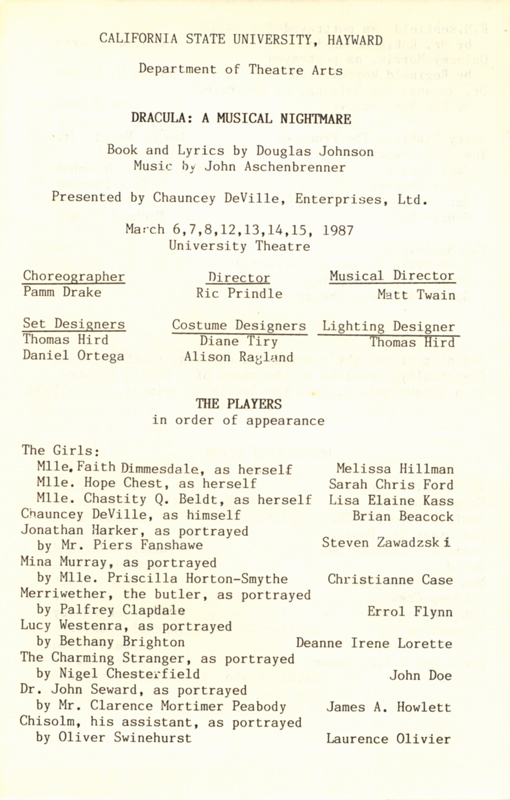 CALIFORNIA STATE UNIVERSITY, HAYWARD
Department of Theatre Arts
DRACULA: A MUSICAL NIGHTMARE
Book and Lyrics by Douglas Johnson
Music by John Aschenbrenner
Presented by Chauncey DeVille, Enterprises, Ltd.
March 6,7,8,12,13,14,15, 1987
University Theatre
Choreographer Director Musical Director
Pamm Drake Ric Prindle Matt Twain
Set Designers Costume Designers Lighting Designer
Thomas Hird Diane Tiry Thomas Hird
Daniel Ortega Alison Ragland
THE PLAYERS
in order of appearance
The Girls:
Mlle. Faith Dimmesdale, as herself Melissa Hillman
Mlle. Hope Chest, as herself Sarah Chris Ford
Mlle. Chastity Q. Beldt, as herself Lisa Elaine Kass
Chauncey DeVille, as himself Brian Beacock
Jonathan Harker, as portrayed
by Mr. Piers Fanshawe Steven Zawadzski
Mina Murray, as portrayed
by Mlle. Priscilla Horton-Smythe Christianne Case
Merriwether, the butler, as portrayed
by Palfrey Clapdale Errol Flynn
Lucy Westenra, as portrayed
by Bethany Brighton Deanne Irene Lorette
The Charming Stranger, as portrayed
by Nigel Chesterfield John Doe
Dr. John Seward, as portrayed
by Mr. Clarence Mortimer Peabody James A. Howlett
Chisolm, his assistant, as portrayed
by Oliver Swinehurst Laurence Olivier